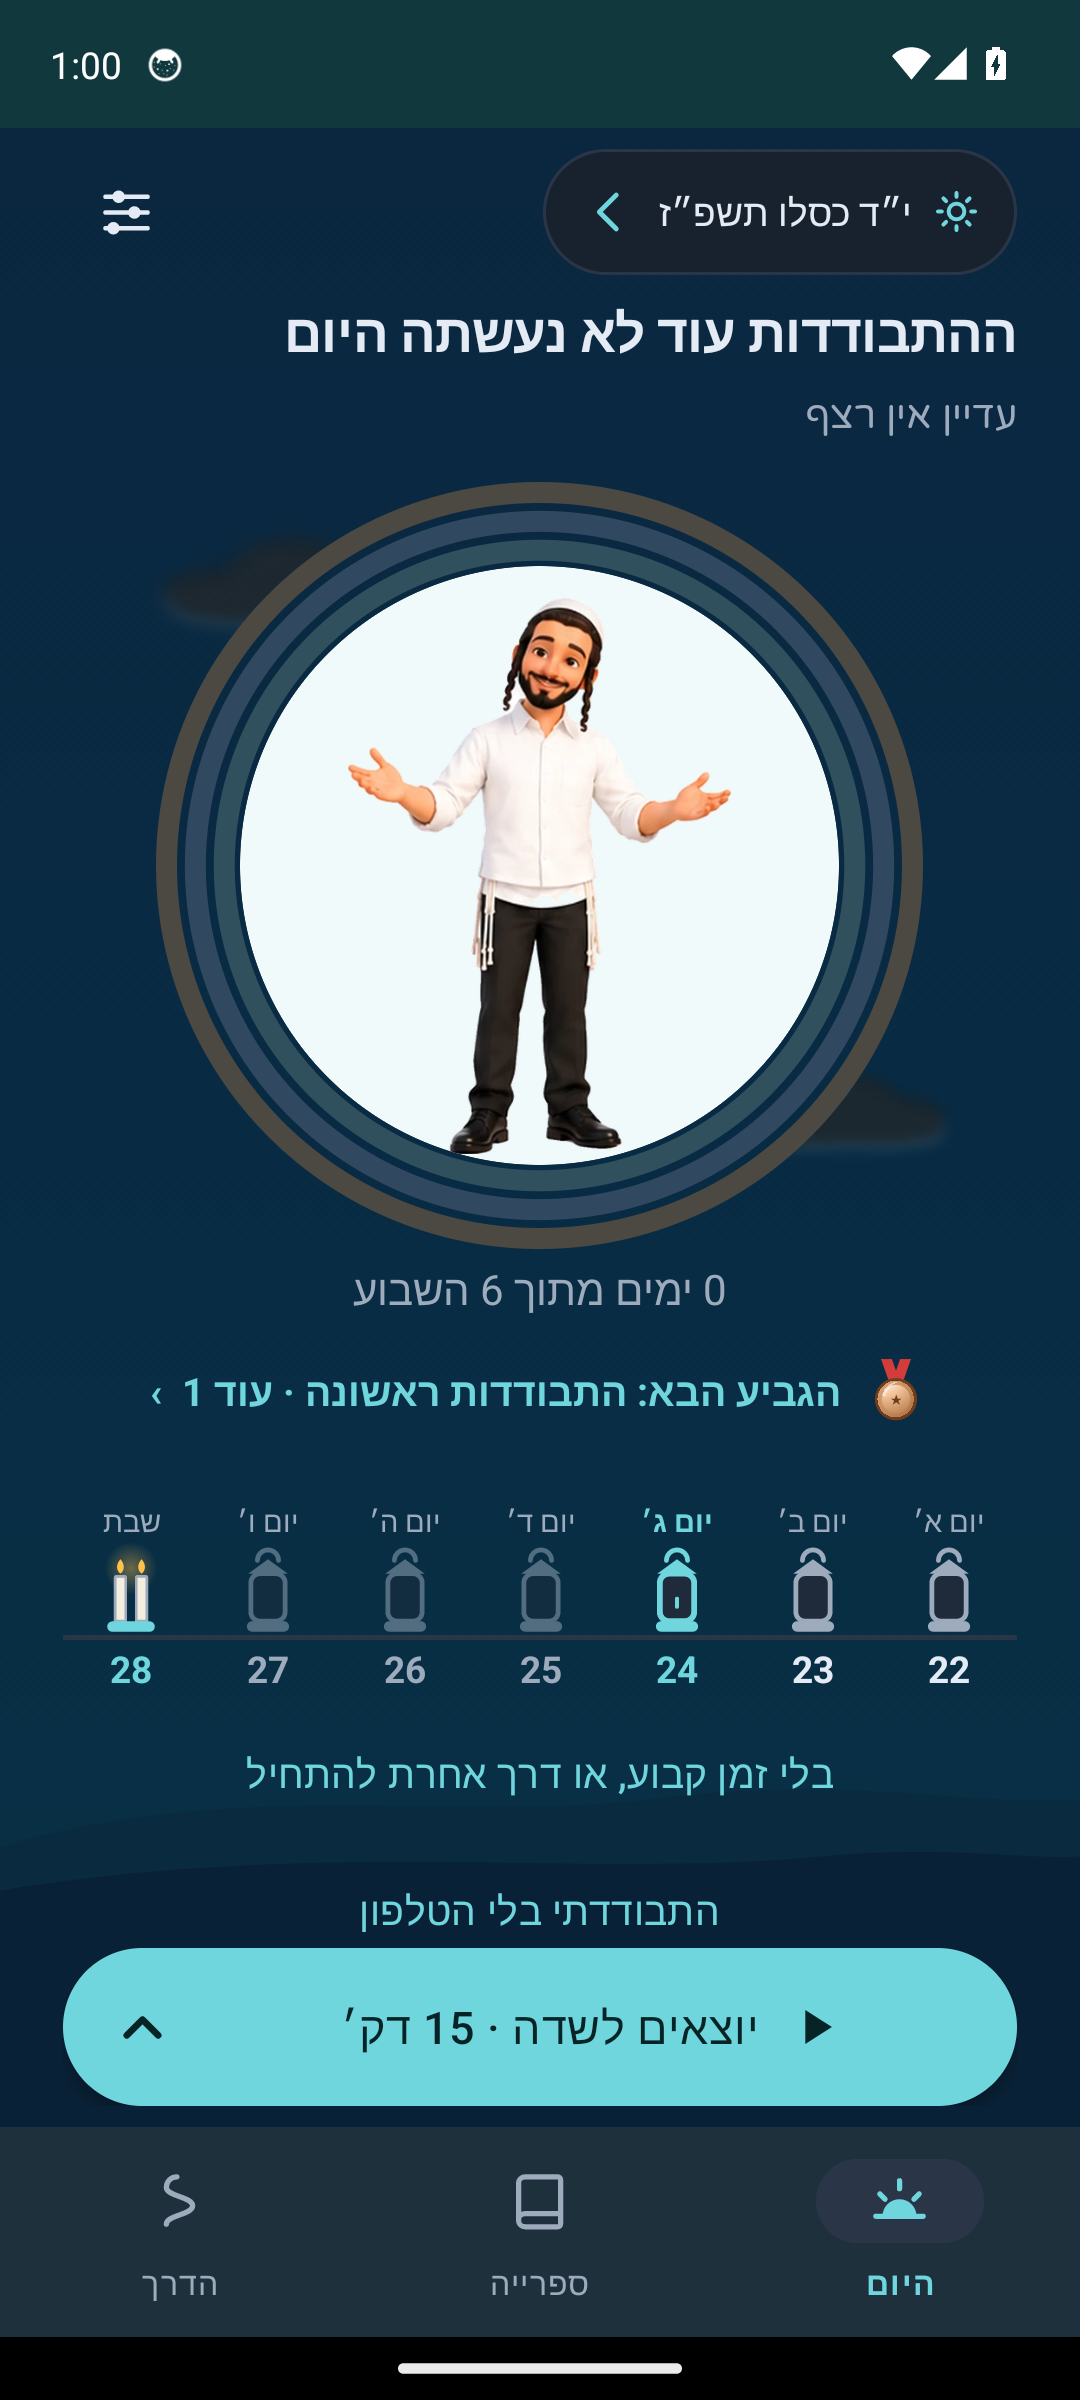 1:00
י״ד כסלו תשפ״ז
ההתבודדות עוד לא נעשתה היום
עדיין אין רצף
0 ימים מתוך 6 השבוע
הגביע הבא: התבודדות ראשונה · עוד 1 ›
יום א׳ יום ב׳ יום ג׳ יום ד׳ יום ה׳ יום ו׳ שבת
22 23 24 25 26 27 28
בלי זמן קבוע, או דרך אחרת להתחיל
התבודדתי בלי הטלפון
יוצאים לשדה · 15 דק׳
היום ספרייה הדרך